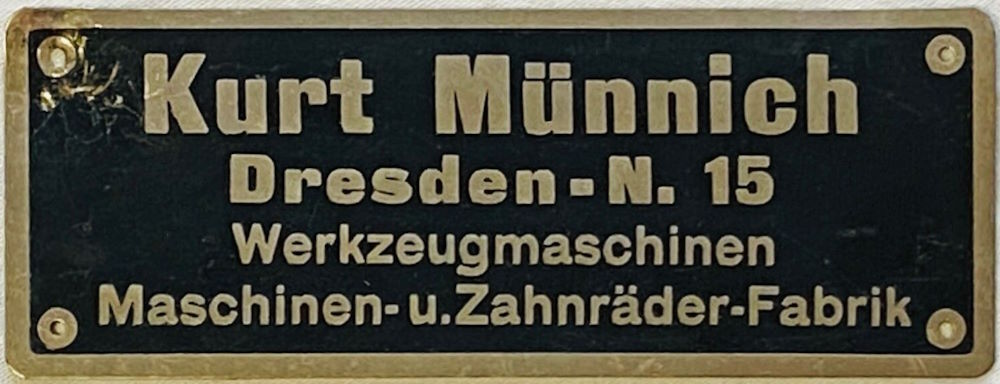 Kurt Münnich
Dresden-N. 15
Werkzeugmaschinen
Maschinen-u.Zahnräder-Fabrik